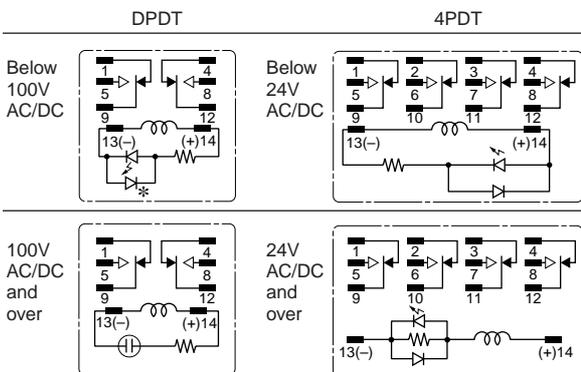 DPDT 4PDT
Below
100V
AC/DC
1 4
5 8
9 12
13(–) (+)14
*
Below
24V
AC/DC
1 2 3 4
5 6 7 8
9 10 11 12
13(–) (+)14
100V
AC/DC
and
over
1 4
5 8
9 12
13(–) (+)14
24V
AC/DC
and
over
1 2 3 4
5 6 7 8
9 10 11 12
13(–) (+)14